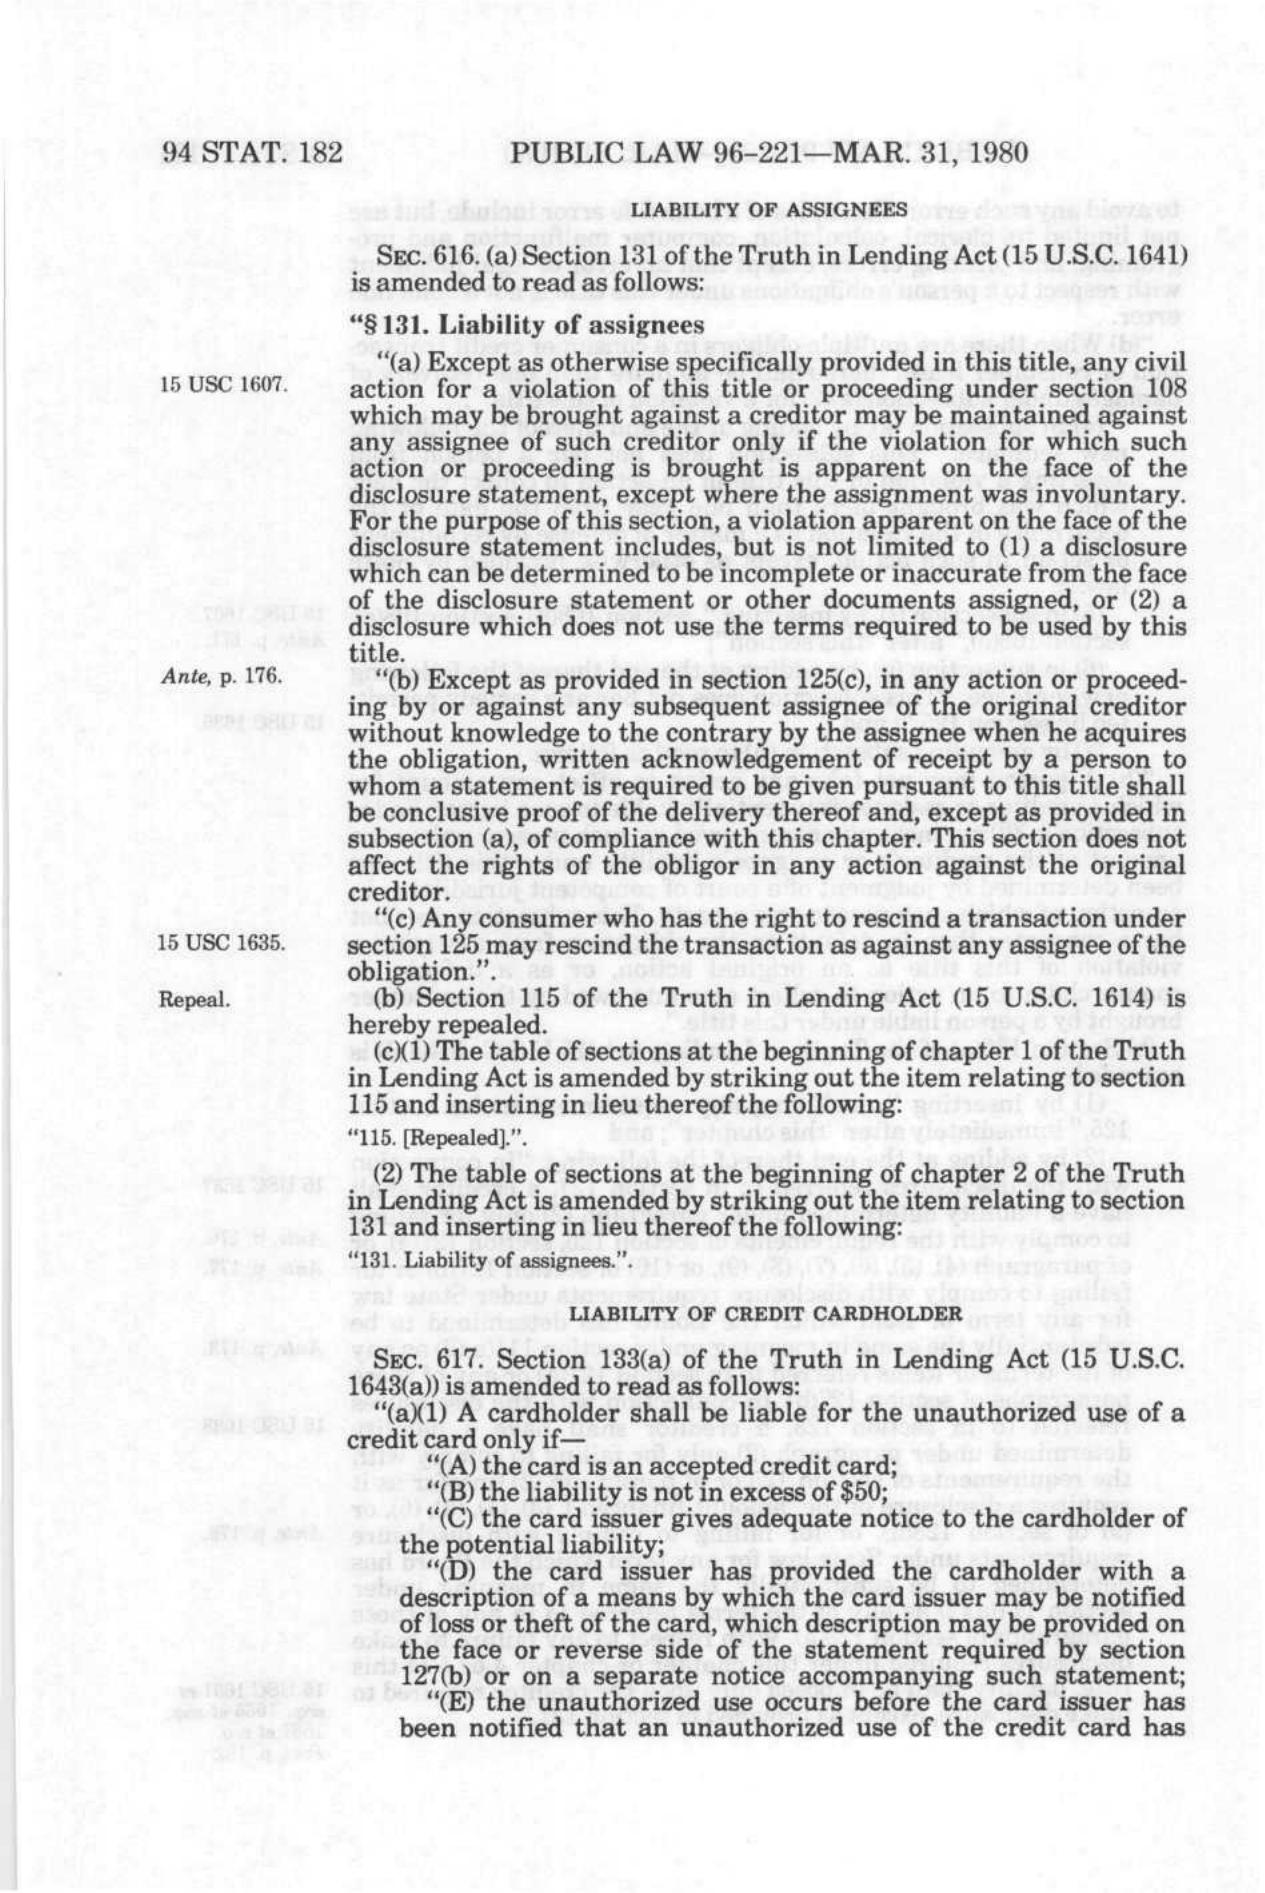 94 STAT. 182
PUBLIC LAW 96-221—MAR. 31, 1980
LIABILITY OF ASSIGNEES
SEC. 616. (a) Section 131 of the Truth in Lending Act (15 U.S.C. 1641)
is amended to read as follows:
“§ 131. Liability of assignees
“(a) Except as otherwise specifically provided in this title, any civil
15 USC 1607.
action for a violation of this title or proceeding under section 108
which may be brought against a creditor may be maintained against
any assignee of such creditor only if the violation for which such
action or proceeding is brought is apparent on the face of the
disclosure statement, except where the assignment was involuntary.
For the purpose of this section, a violation apparent on the face of the
disclosure statement includes, but is not limited to (1) a disclosure
which can be determined to be incomplete or inaccurate from the face
of the disclosure statement or other documents assigned, or (2) a
disclosure which does not use the terms required to be used by this
title.
Ante, p. 176.
“(b) Except as provided in section 125(c), in any action or proceed-
ing by or against any subsequent assignee of the original creditor
without knowledge to the contrary by the assignee when he acquires
the obligation, written acknowledgement of receipt by a person to
whom a statement is required to be given pursuant to this title shall
be conclusive proof of the delivery thereof and, except as provided in
subsection (a), of compliance with this chapter. This section does not
affect the rights of the obligor in any action against the original
creditor.
“(c) Any consumer who has the right to rescind a transaction under
15 USC 1635.
section 125 may rescind the transaction as against any assignee of the
obligation.”.
Repeal.
(b) Section 115 of the Truth in Lending Act (15 U.S.C. 1614) is
hereby repealed.
(c)(1) The table of sections at the beginning of chapter 1 of the Truth
in Lending Act is amended by striking out the item relating to section
115 and inserting in lieu thereof the following:
“115. [Repealed].”.
(2) The table of sections at the beginning of chapter 2 of the Truth
in Lending Act is amended by striking out the item relating to section
131 and inserting in lieu thereof the following:
“131. Liability of assignees.”.
LIABILITY OF CREDIT CARDHOLDER
SEC. 617. Section 133(a) of the Truth in Lending Act (15 U.S.C.
1643(a)) is amended to read as follows:
“(a)(1) A cardholder shall be liable for the unauthorized use of a
credit card only if—
“(A) the card is an accepted credit card;
“(B) the liability is not in excess of $50;
“(C) the card issuer gives adequate notice to the cardholder of
the potential liability;
“(D) the card issuer has provided the cardholder with a
description of a means by which the card issuer may be notified
of loss or theft of the card, which description may be provided on
the face or reverse side of the statement required by section
127(b) or on a separate notice accompanying such statement;
“(E) the unauthorized use occurs before the card issuer has
been notified that an unauthorized use of the credit card has